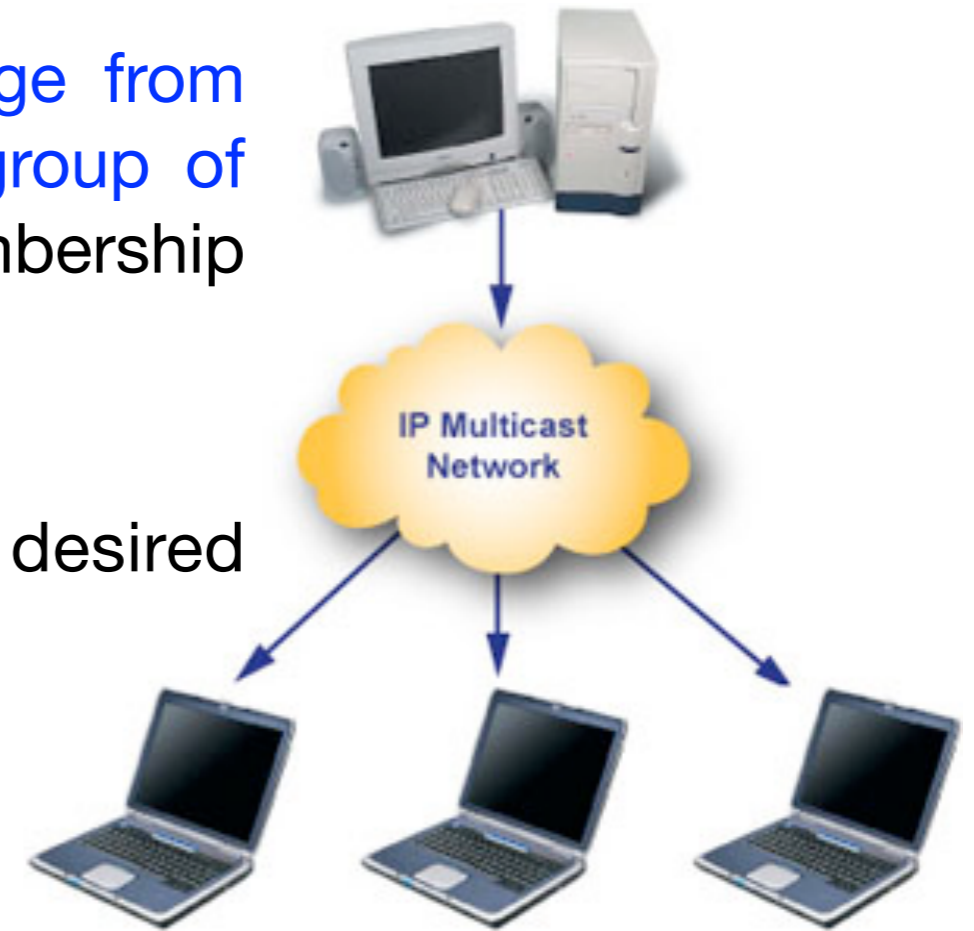 ge from
group of
nbership
desired
IP Multicast
Network